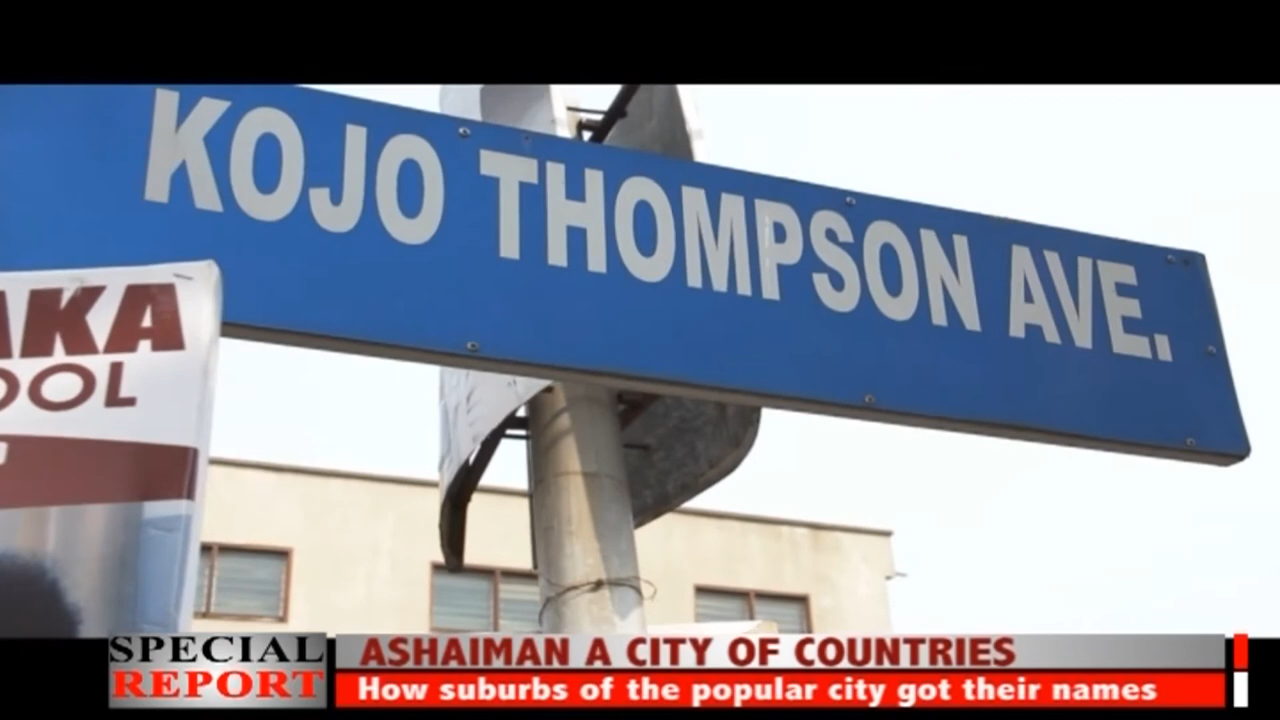 KOJO THOMPSON AVE.
AKA
OOL
SPECIAL
REPORT
ASHAIMAN A CITY OF COUNTRIES
How suburbs of the popular city got their names